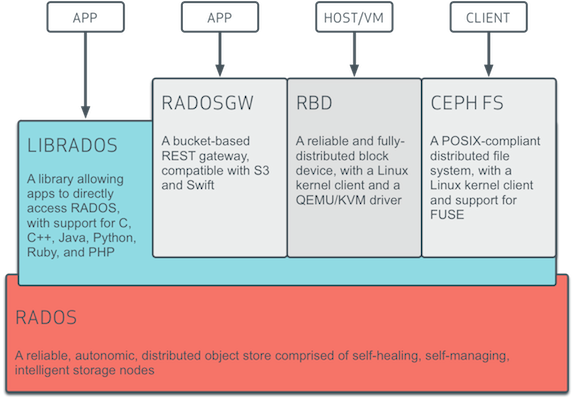 APP
APP
HOST/VM
CLIENT
RADOSGW
A bucket-based
REST gateway,
compatible with S3
and Swift
RBD
A reliable and fully-
distributed block
device, with a Linux
kernel client and a
QEMU/KVM driver
CEPH FS
A POSIX-compliant
distributed file
system, with a
Linux kernel client
and support for
FUSE
LIBRADOS
A library allowing
apps to directly
access RADOS,
with support for C,
C++, Java, Python,
Ruby, and PHP
RADOS
A reliable, autonomic, distributed object store comprised of self-healing, self-managing,
intelligent storage nodes